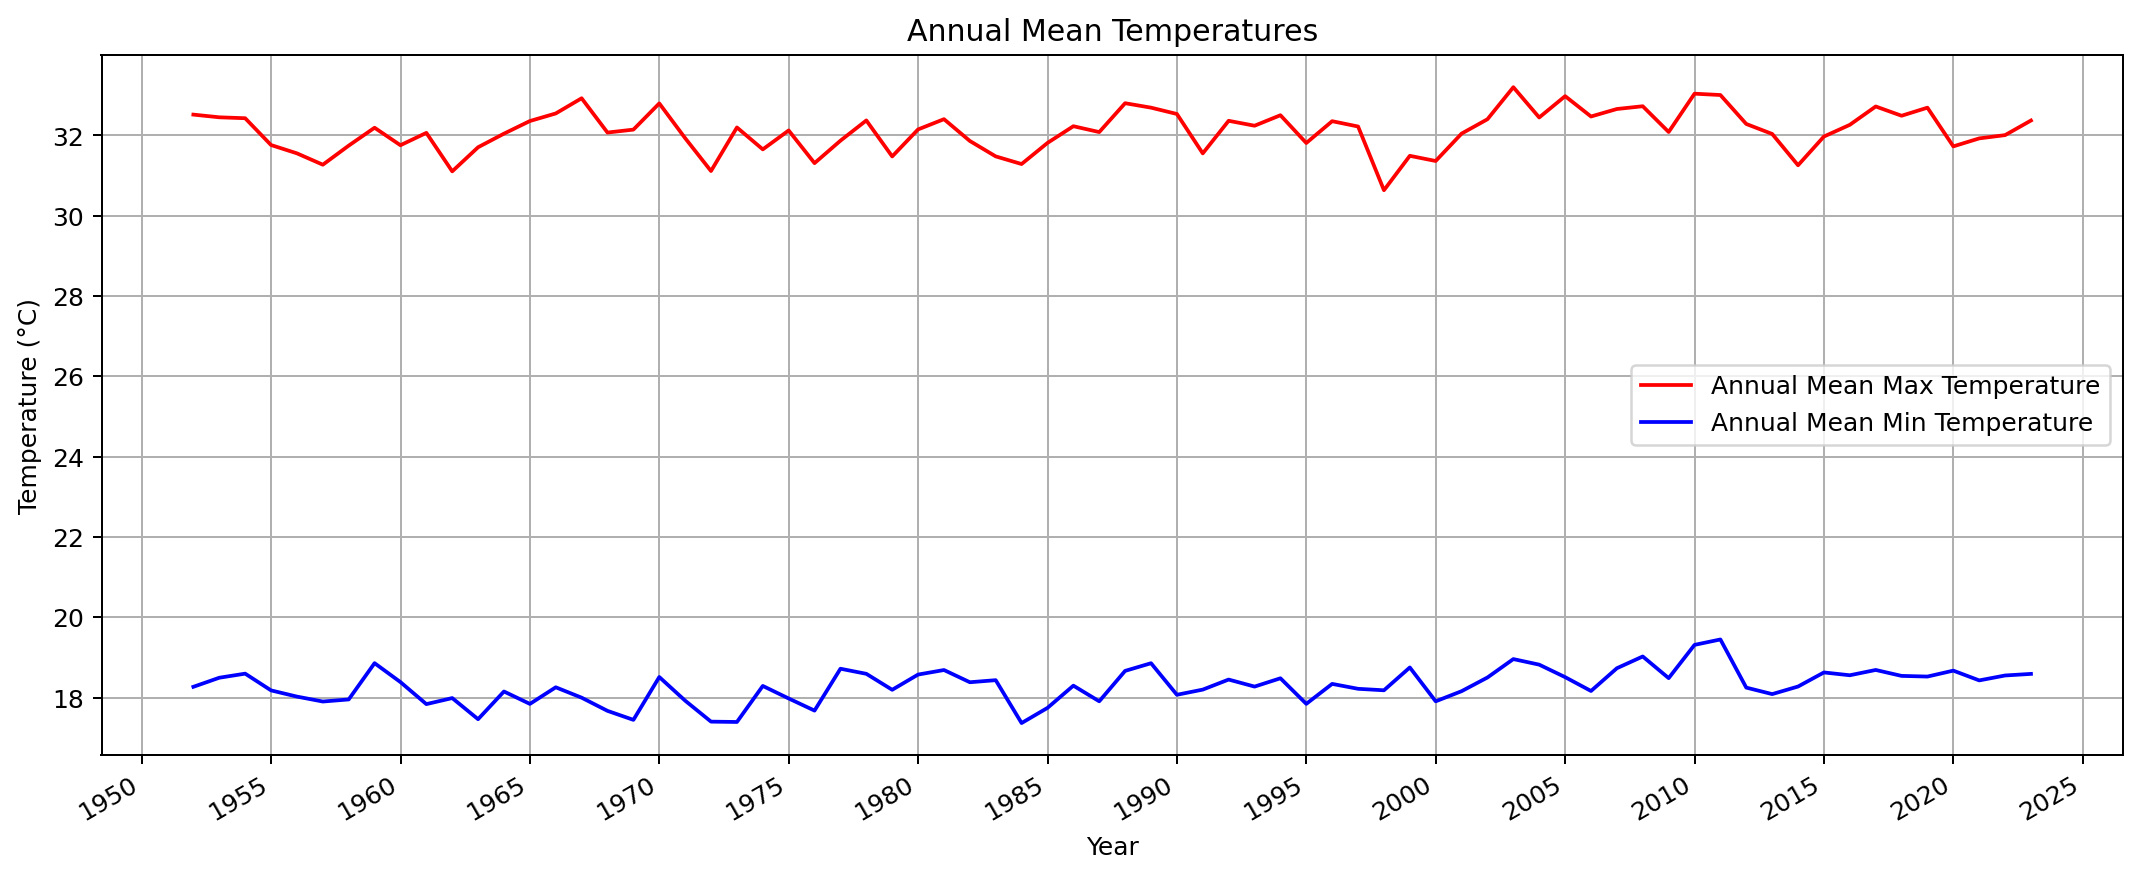 Annual Mean Temperatures
Temperature (°C)
32
30
28
26
24
22
20
18
Annual Mean Max Temperature
Annual Mean Min Temperature
1950 1955 1960 1965 1970 1975 1980 1985 1990 1995 2000 2005 2010 2015 2020 2025
Year